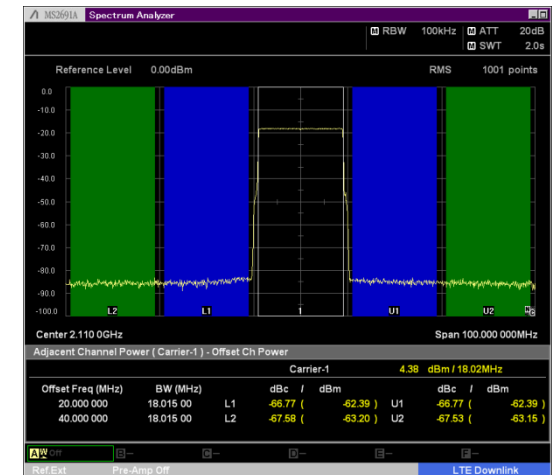 MS2691A Spectrum Analyzer
M RBW 100kHz M ATT 20dB
M SWT 2.0s
Reference Level 0.00dBm RMS 1001 points
0.0
-10.0
-20.0
-30.0
-40.0
-50.0
-60.0
-70.0
-80.0
-90.0
-100.0
L2 L1 1 U1 U2
Center 2.110 0GHz Span 100.000 000MHz
Adjacent Channel Power ( Carrier-1 ) - Offset Ch Power
Carrier-1 4.38 dBm / 18.02MHz
Offset Freq (MHz) BW (MHz) dBc / dBm dBc / dBm
20.000 000 18.015 00 L1 -66.77 ( -62.39 ) U1 -66.77 ( -62.39 )
40.000 000 18.015 00 L2 -67.58 ( -63.20 ) U2 -67.53 ( -63.15 )
A W Off B -- C -- D -- E -- F --
Ref.Ext Pre-Amp Off LTE Downlink